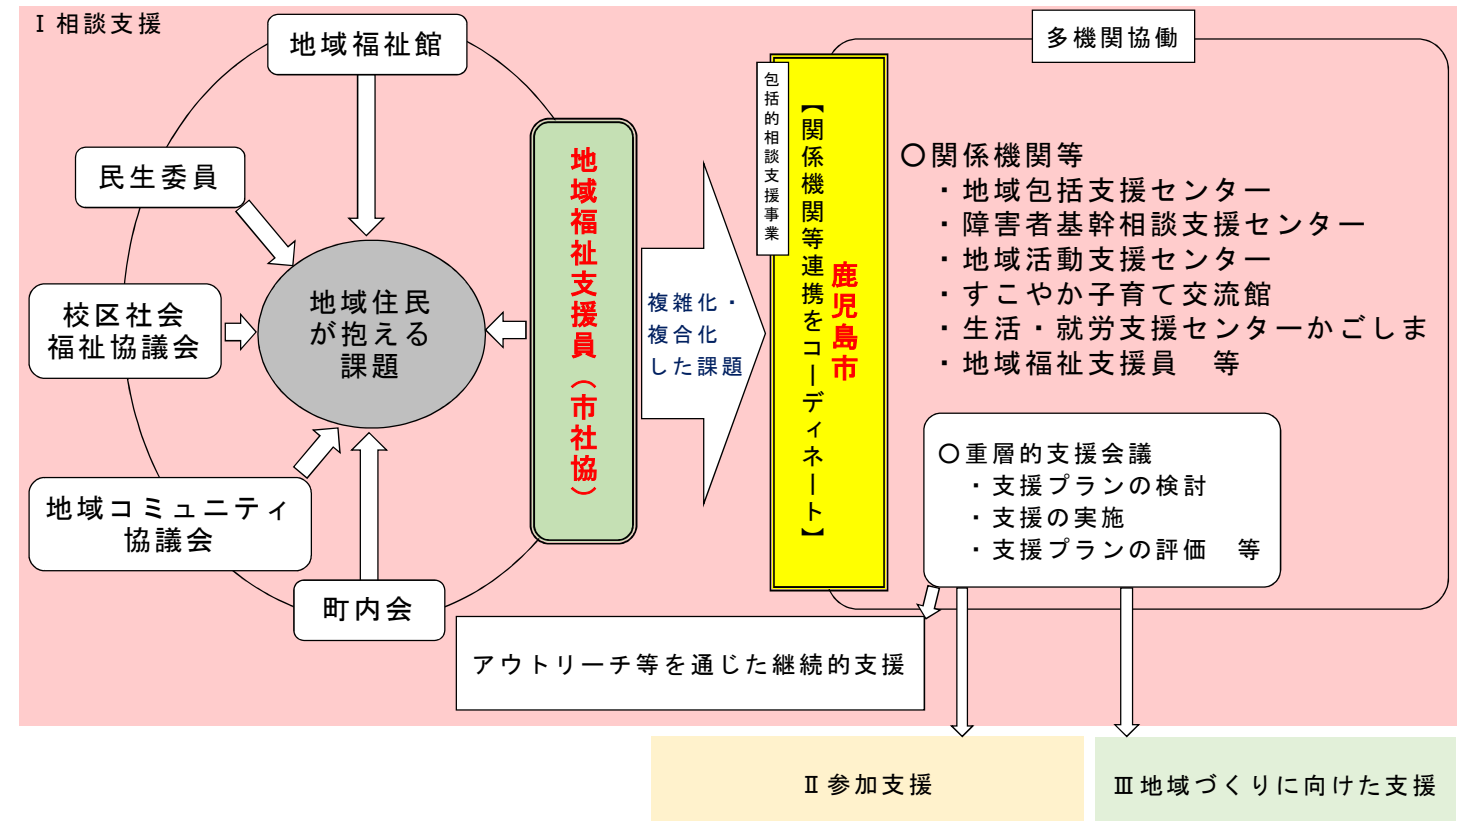 Ⅰ相談支援
地域福祉館
民生委員
校区社会
福祉協議会
地域コミュニティ
協議会
町内会
地域住民
が抱える
課題
地域福祉支援員（市社協）
複雑化・
複合化
した課題
包括的相談支援事業
鹿児島市
【関係機関等連携をコーディネート】
多機関協働
〇関係機関等
・地域包括支援センター
・障害者基幹相談支援センター
・地域活動支援センター
・すこやか子育て交流館
・生活・就労支援センターかごしま
・地域福祉支援員　等
〇重層的支援会議
・支援プランの検討
・支援の実施
・支援プランの評価　等
アウトリーチ等を通じた継続的支援
Ⅱ参加支援
Ⅲ地域づくりに向けた支援